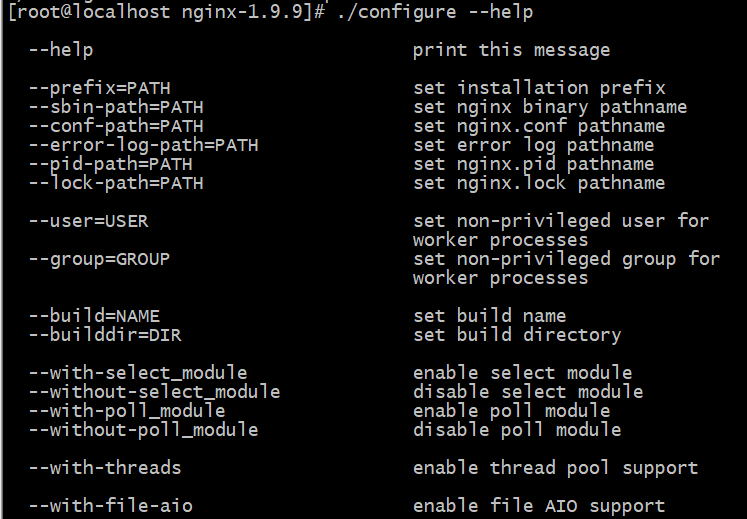 [root@localhost nginx-1.9.9]# ./configure --help
--help print this message
--prefix=PATH set installation prefix
--sbin-path=PATH set nginx binary pathname
--conf-path=PATH set nginx.conf pathname
--error-log-path=PATH set error log pathname
--pid-path=PATH set nginx.pid pathname
--lock-path=PATH set nginx.lock pathname
--user=USER set non-privileged user for
worker processes
--group=GROUP set non-privileged group for
worker processes
--build=NAME set build name
--builddir=DIR set build directory
--with-select_module enable select module
--without-select_module disable select module
--with-poll_module enable poll module
--without-poll_module disable poll module
--with-threads enable thread pool support
--with-file-aio enable file AIO support